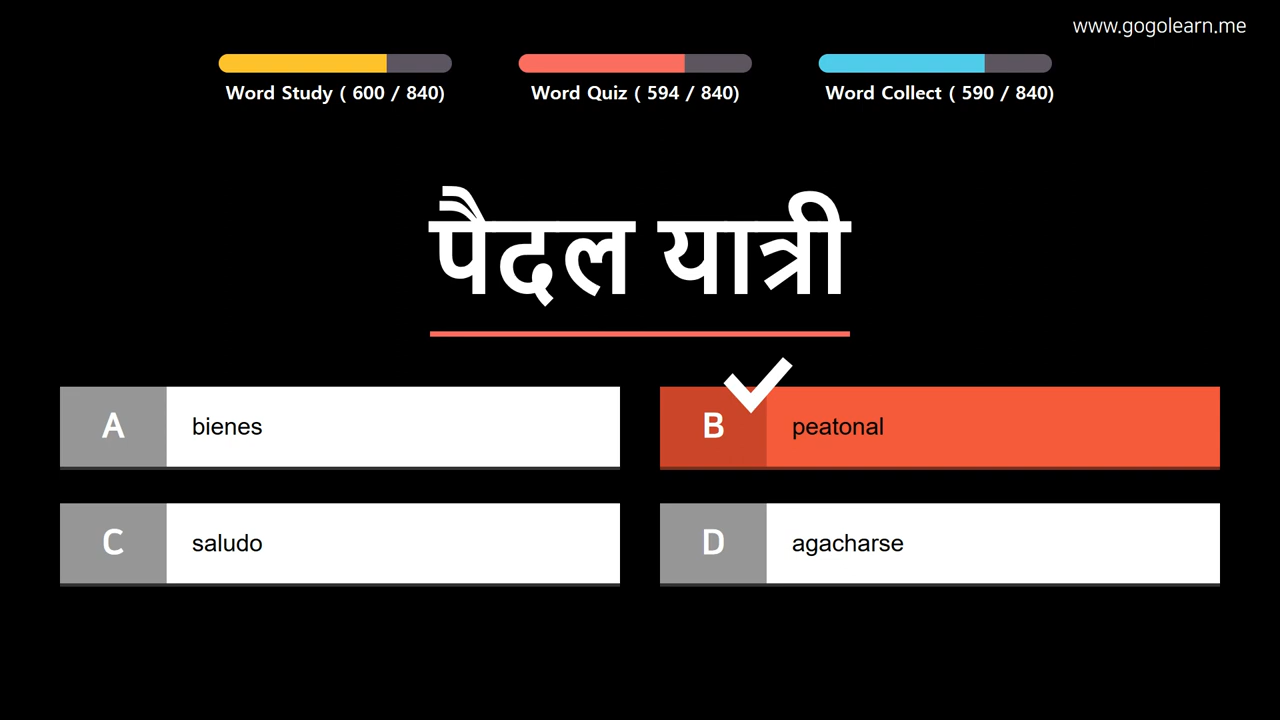 www.gogolearn.me
Word Study ( 600 / 840)
Word Quiz ( 594 / 840)
Word Collect ( 590 / 840)
पैदल यात्री
A bienes
B peatonal
C saludo
D agacharse